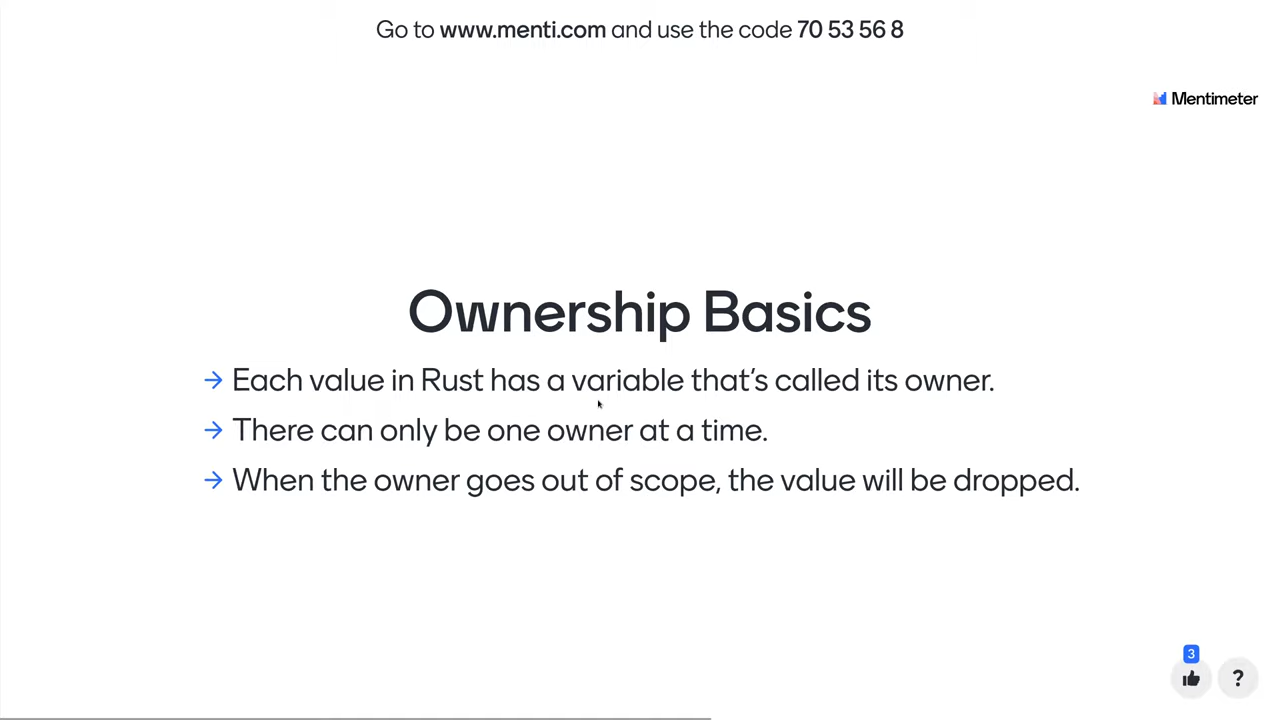 Go to www.menti.com and use the code 70 53 56 8
Mentimeter
Ownership Basics
→ Each value in Rust has a variable that's called its owner.
→ There can only be one owner at a time.
→ When the owner goes out of scope, the value will be dropped.
3
?